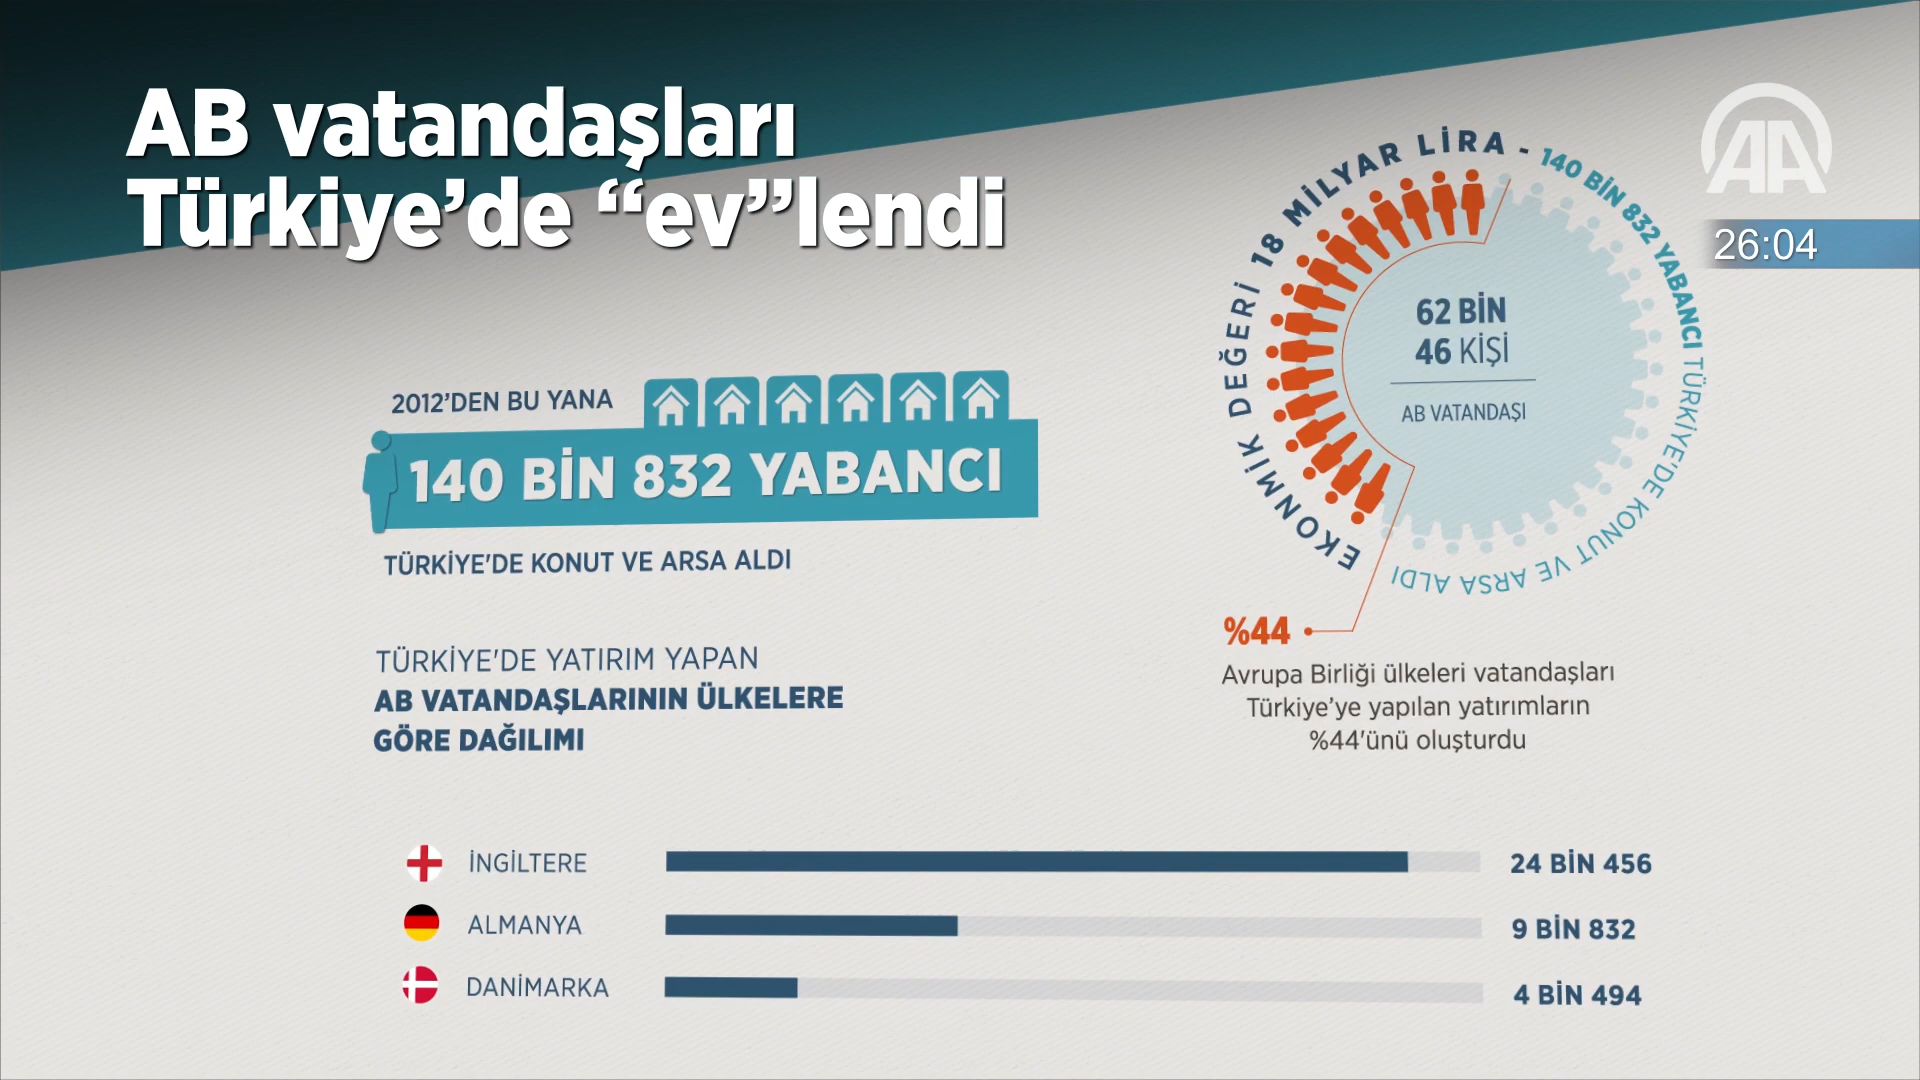 AB vatandaşları
Türkiye’de “ev”lendi
AA
26:04
2012’DEN BU YANA
140 BİN 832 YABANCI
TÜRKİYE'DE KONUT VE ARSA ALDI
EKONOMİK DEĞERİ 18 MİLYAR LİRA - 140 BİN 832 YABANCI TÜRKİYE'DE KONUT VE ARSA ALDI
62 BİN
46 KİŞİ
AB VATANDAŞI
%44
Avrupa Birliği ülkeleri vatandaşları
Türkiye’ye yapılan yatırımların
%44'ünü oluşturdu
TÜRKİYE'DE YATIRIM YAPAN
AB VATANDAŞLARININ ÜLKELERE
GÖRE DAĞILIMI
İNGİLTERE 24 BİN 456
ALMANYA 9 BİN 832
DANİMARKA 4 BİN 494